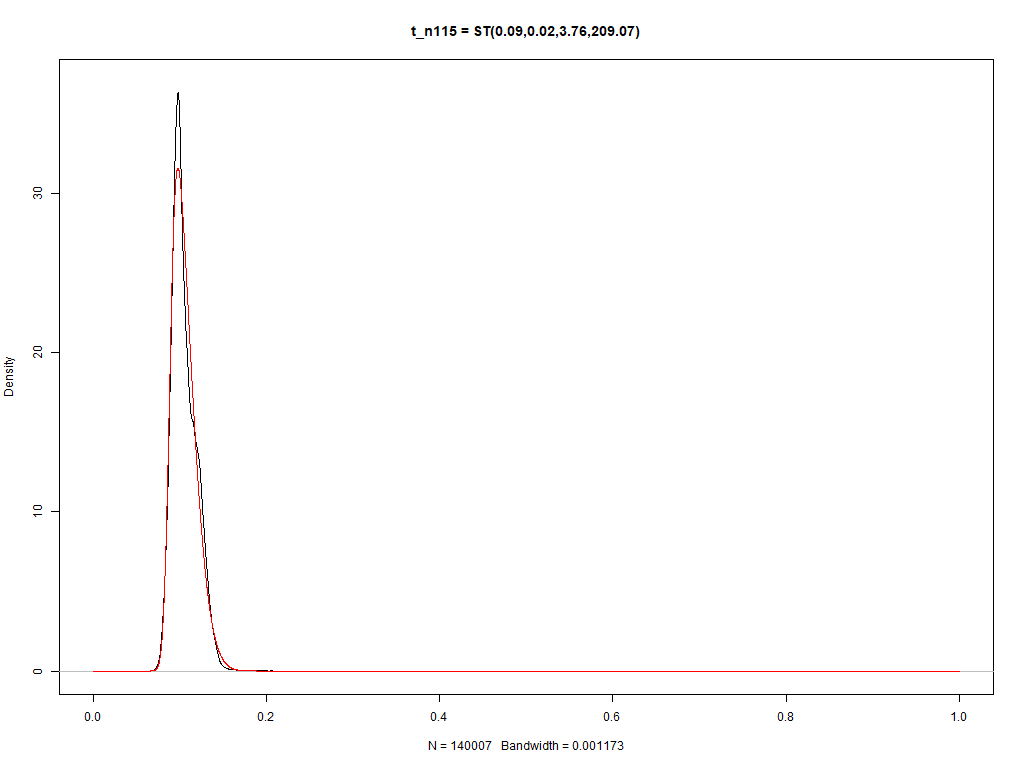 t_n115 = ST(0.09,0.02,3.76,209.07)
Density
30
20
10
0
0.0 0.2 0.4 0.6 0.8 1.0
N = 140007 Bandwidth = 0.001173